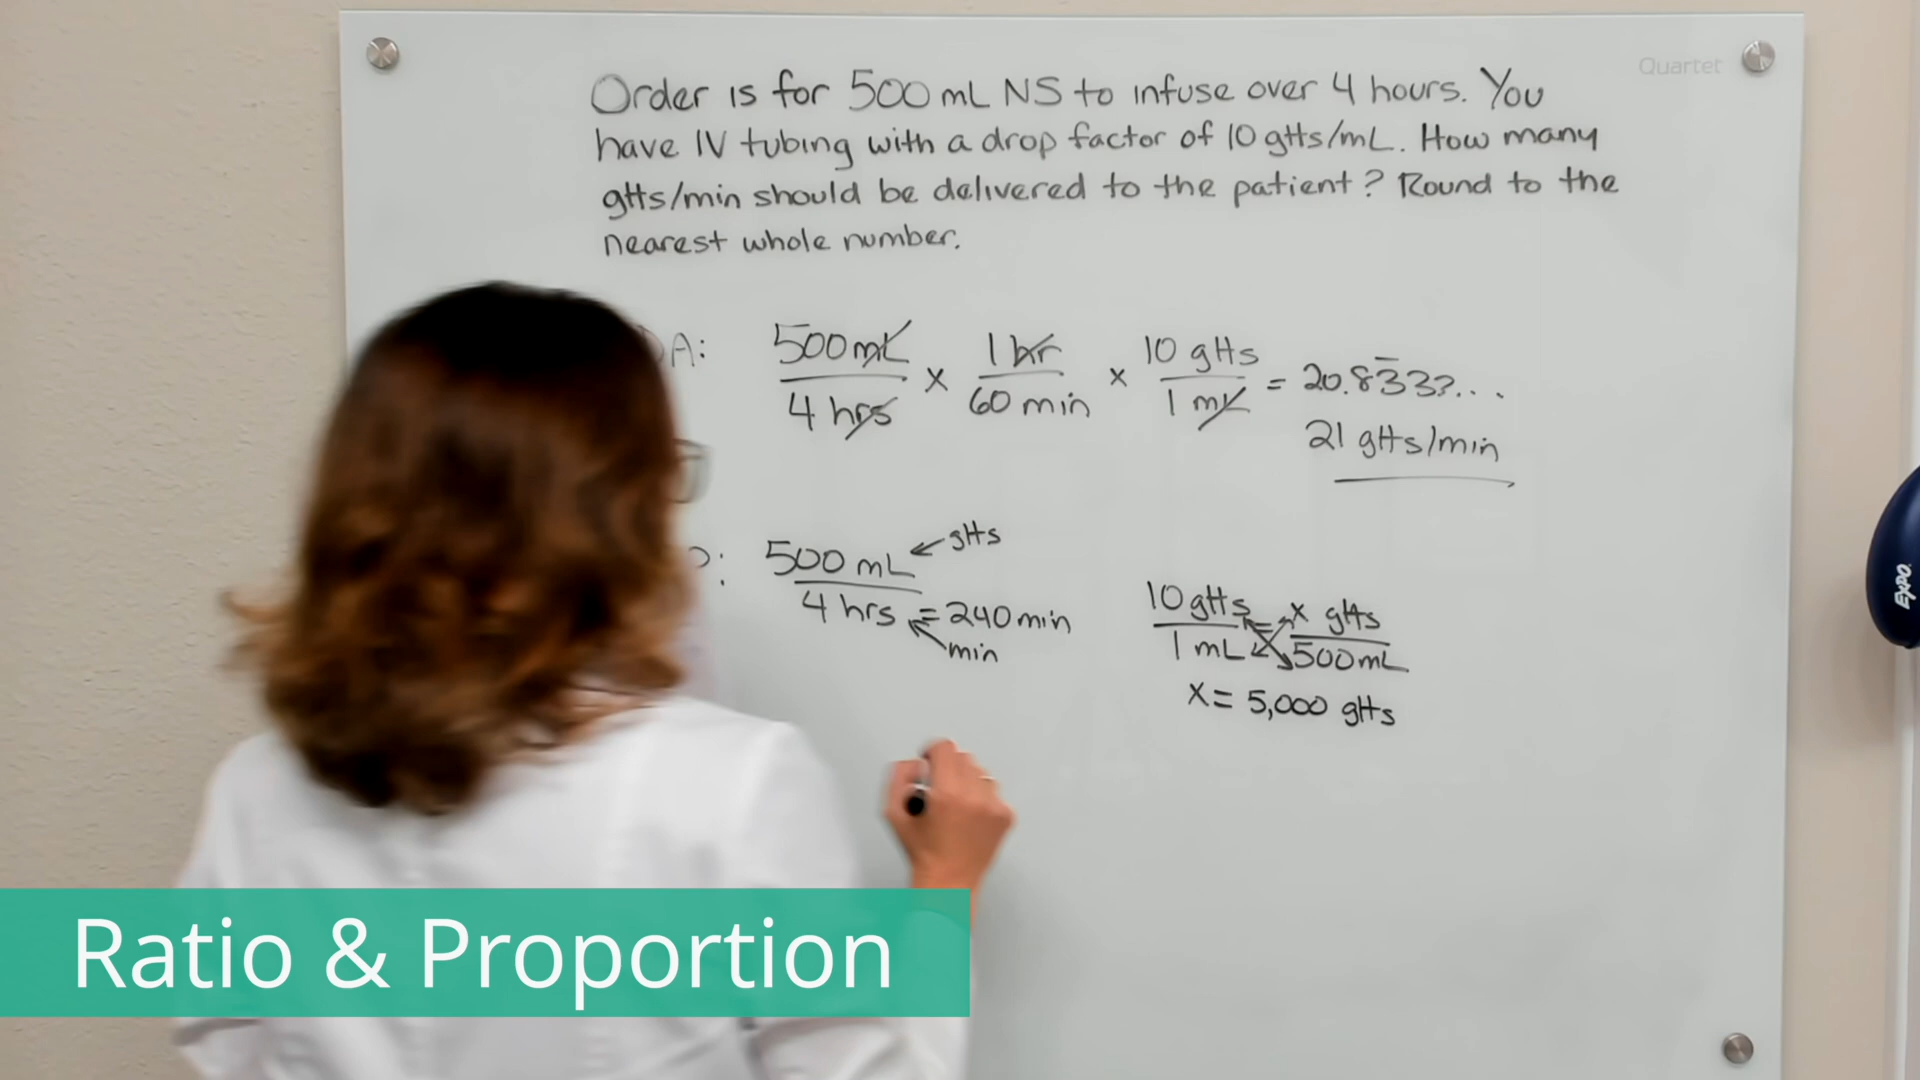 Quartet
Order is for 500 mL NS to infuse over 4 hours. You
have IV tubing with a drop factor of 10 gtts/mL. How many
gtts/min should be delivered to the patient? Round to the
nearest whole number.
A: 500 mL / 4 hrs x 1 hr / 60 min x 10 gtts / 1 mL = 20.8333...
21 gtts/min
500 mL ← gtts
4 hrs = 240 min
min
10 gtts / 1 mL = x gtts / 500 mL
x = 5,000 gtts
EXPO
Ratio & Proportion